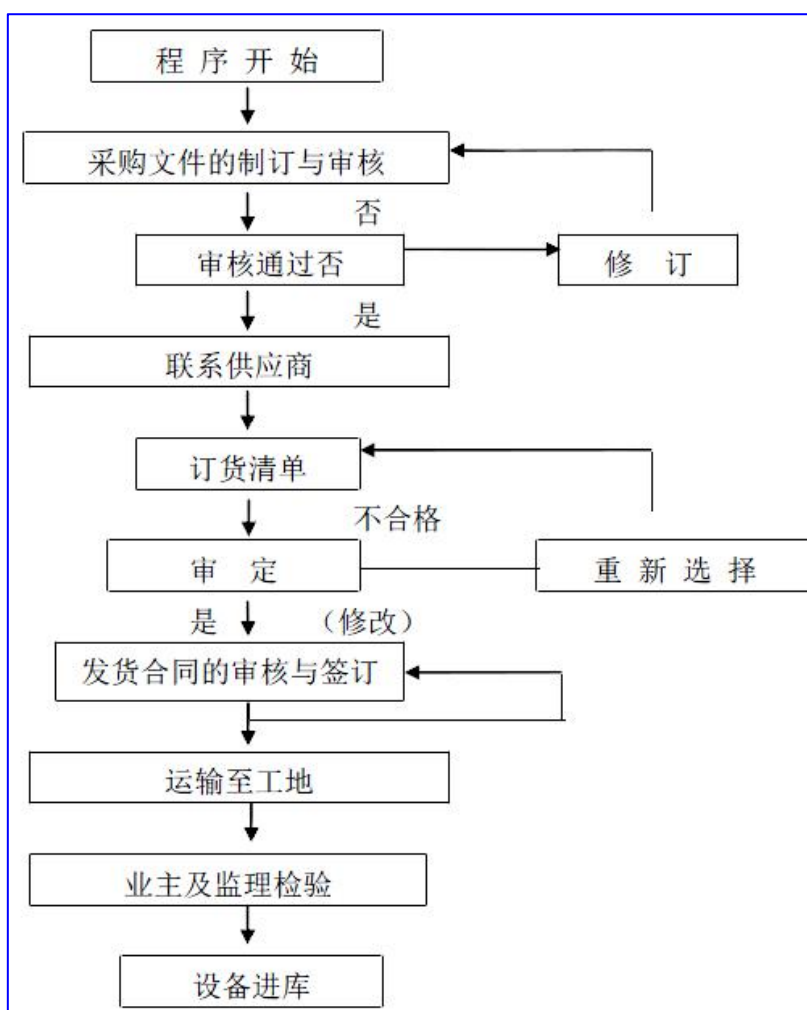 程 序 开 始
采购文件的制订与审核
否
审核通过否
修 订
是
联系供应商
订货清单
不合格
审 定
重 新 选 择
是 （修改）
发货合同的审核与签订
运输至工地
业主及监理检验
设备进库